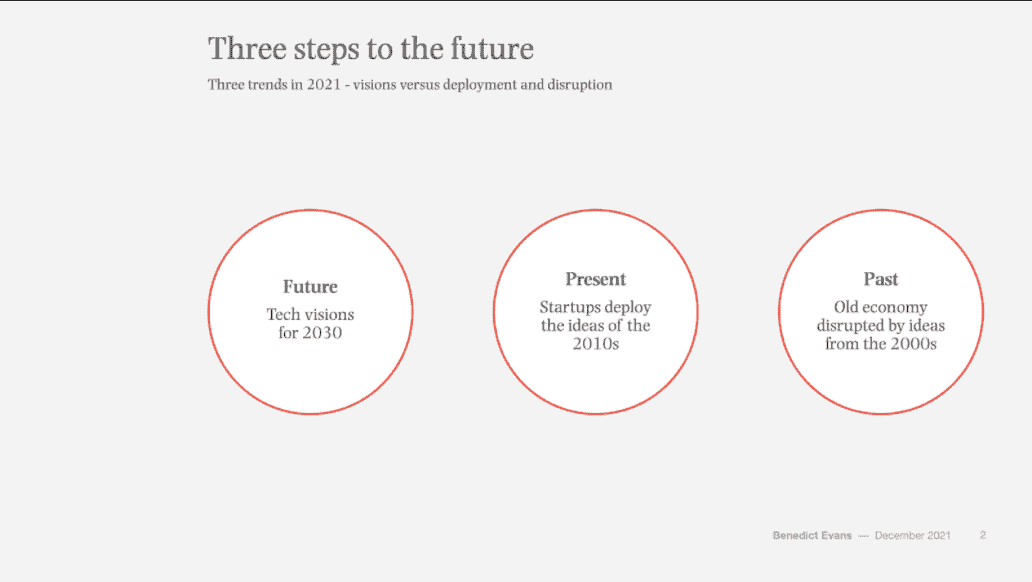 Three steps to the future
Three trends in 2021 - visions versus deployment and disruption
Future
Tech visions
for 2030
Present
Startups deploy
the ideas of the
2010s
Past
Old economy
disrupted by ideas
from the 2000s
Benedict Evans — December 2021 2